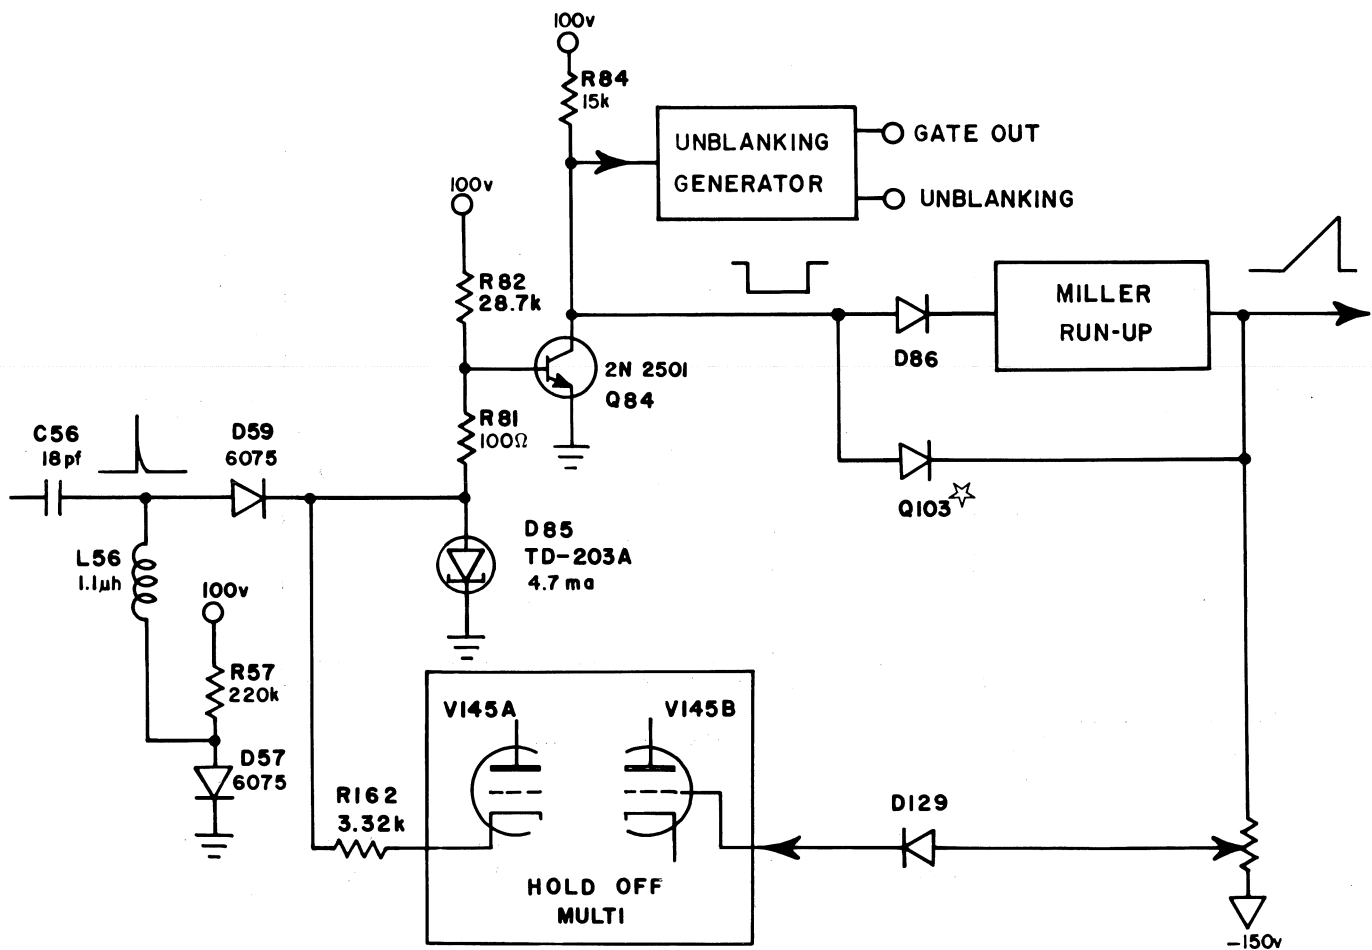 100v
R84
15k
UNBLANKING
GENERATOR
GATE OUT
UNBLANKING
100v
R82
28.7k
MILLER
RUN-UP
D86
2N 2501
Q84
R81
100Ω
C56
18pf
D59
6075
Q103☆
D85
TD-203A
4.7 ma
L56
1.1μh
100v
R57
220k
D57
6075
V145A
V145B
R162
3.32k
D129
HOLD OFF
MULTI
-150v